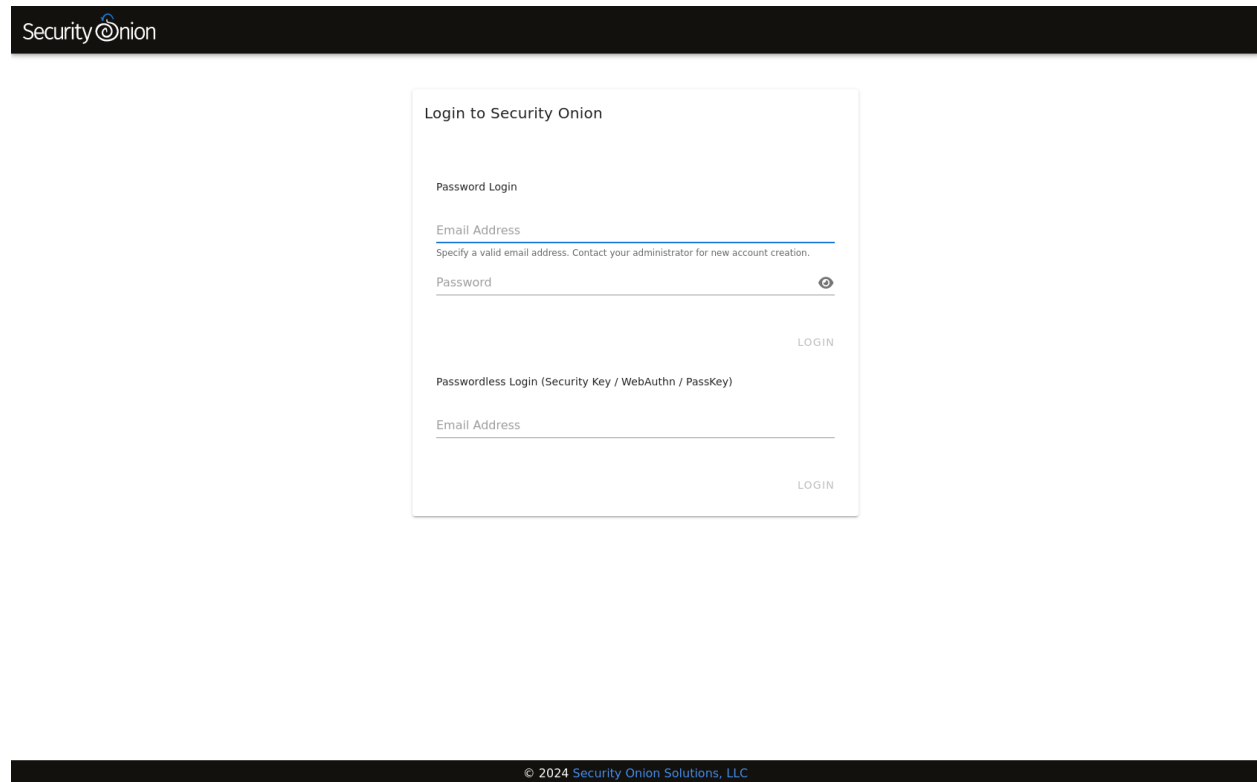 Security Onion
Login to Security Onion
Password Login
Email Address
Specify a valid email address. Contact your administrator for new account creation.
Password
LOGIN
Passwordless Login (Security Key / WebAuthn / PassKey)
Email Address
LOGIN
© 2024 Security Onion Solutions, LLC